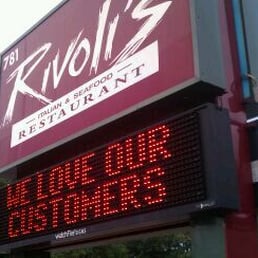 781
Rivoli's
ITALIAN & SEAFOOD
RESTAURANT
WE LOVE OUR
CUSTOMERS